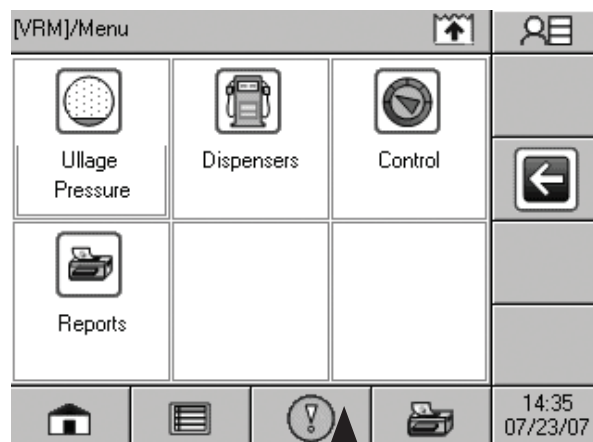 [VRM]/Menu
Ullage
Pressure
Dispensers
Control
Reports
14:35
07/23/07